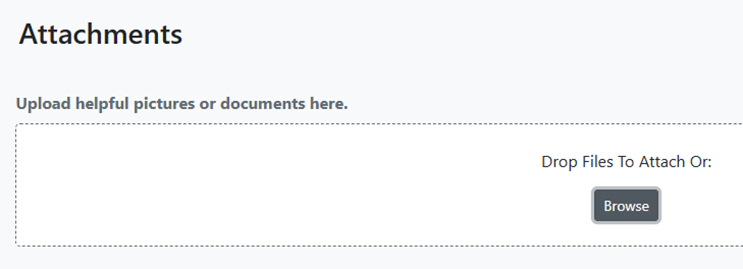 Attachments
Upload helpful pictures or documents here.
Drop Files To Attach Or:
Browse